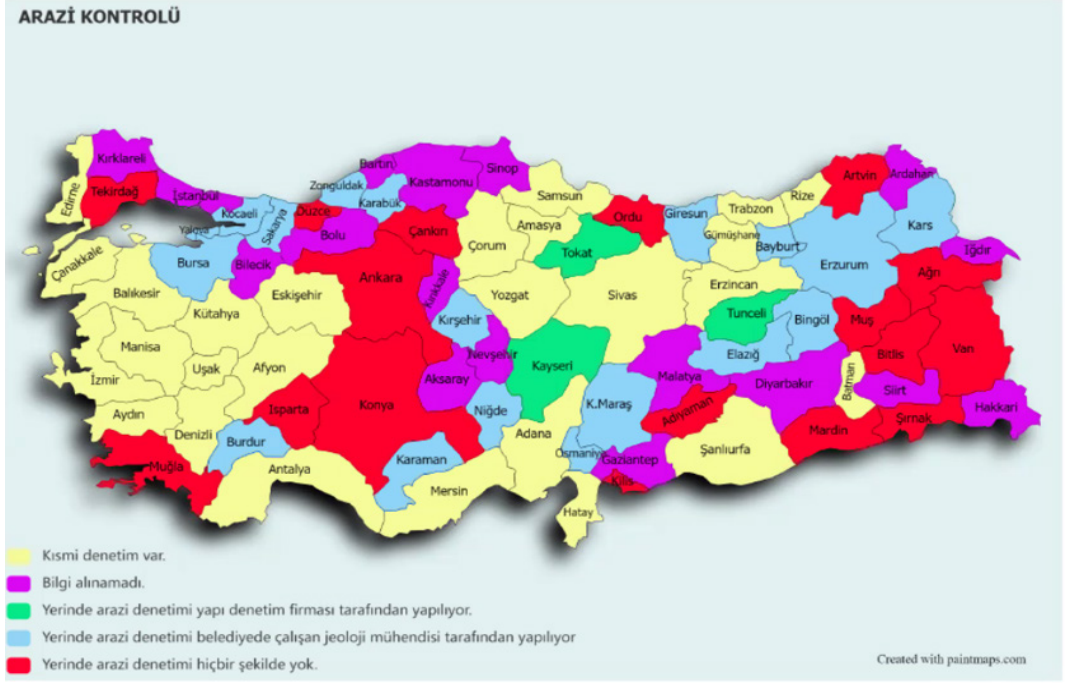 ARAZİ KONTROLÜ
Kırklareli
Edirne
Tekirdağ
İstanbul
Kocaeli
Yalova
Sakarya
Düzce
Zonguldak
Bartın
Karabük
Kastamonu
Sinop
Samsun
Ordu
Giresun
Trabzon
Rize
Artvin
Ardahan
Kars
Iğdır
Çanakkale
Bursa
Bilecik
Bolu
Çankırı
Çorum
Amasya
Tokat
Gümüşhane
Bayburt
Erzurum
Ağrı
Balıkesir
Kütahya
Eskişehir
Ankara
Kırıkkale
Yozgat
Sivas
Erzincan
Tunceli
Bingöl
Muş
Bitlis
Van
Manisa
Uşak
Afyon
Kırşehir
Nevşehir
Kayseri
Malatya
Elazığ
Diyarbakır
Batman
Siirt
Hakkari
İzmir
Aydın
Denizli
Isparta
Konya
Aksaray
Niğde
K.Maraş
Adıyaman
Mardin
Şırnak
Burdur
Muğla
Antalya
Karaman
Mersin
Adana
Osmaniye
Gaziantep
Kilis
Şanlıurfa
Hatay
Kısmi denetim var.
Bilgi alınamadı.
Yerinde arazi denetimi yapı denetim firması tarafından yapılıyor.
Yerinde arazi denetimi belediyede çalışan jeoloji mühendisi tarafından yapılıyor
Yerinde arazi denetimi hiçbir şekilde yok.
Created with paintmaps.com